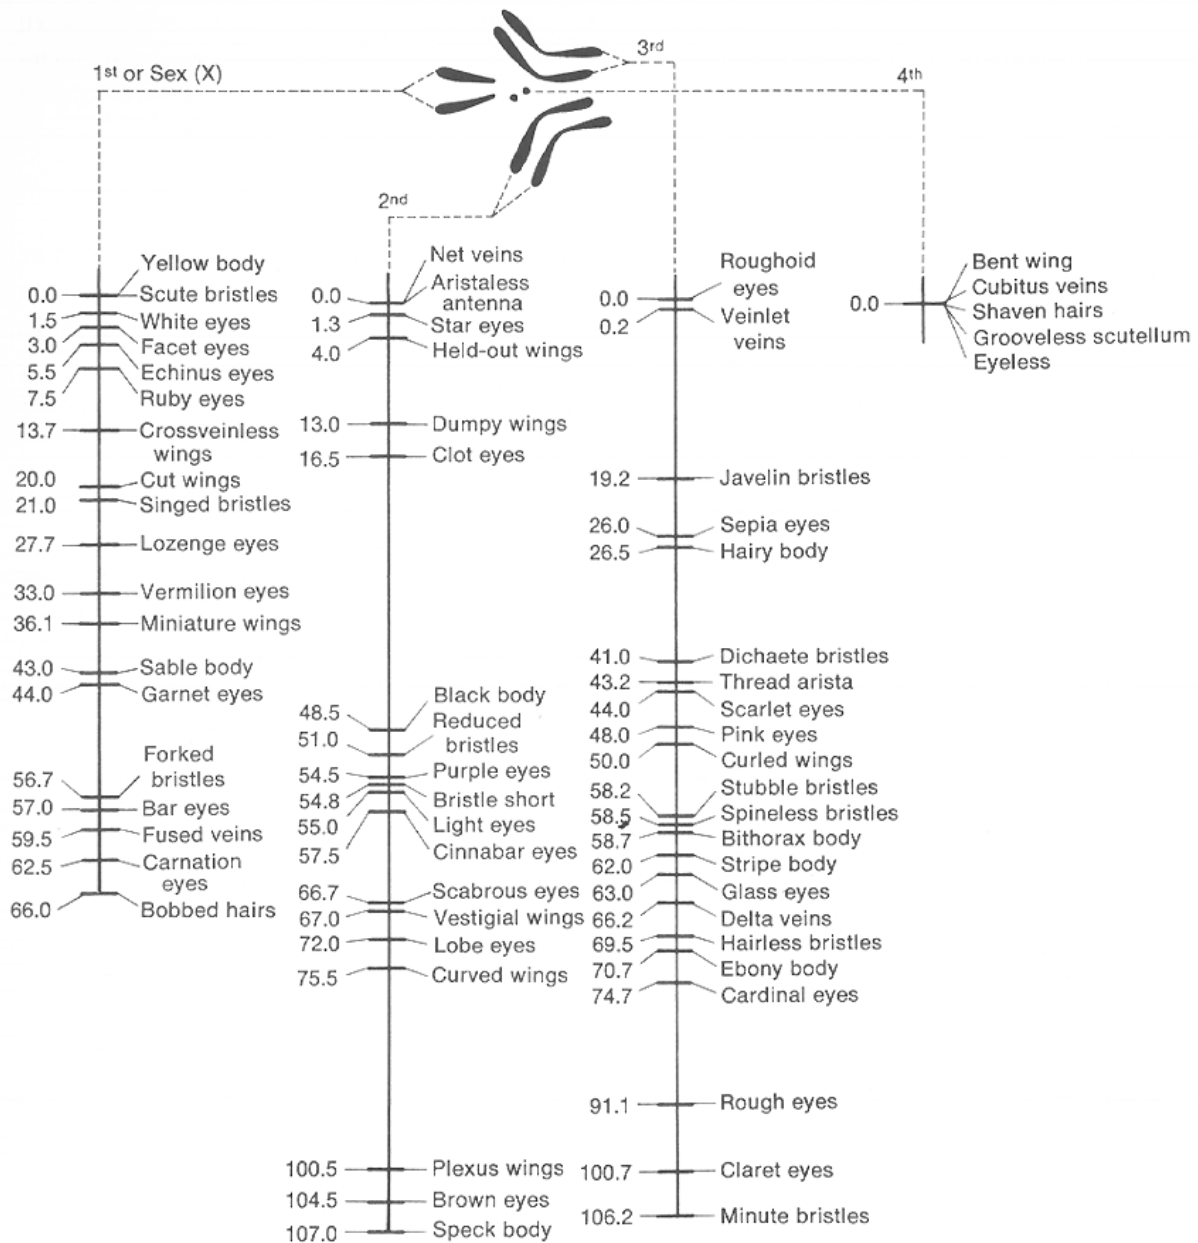 1st or Sex (X)
3rd
4th
2nd
Yellow body
0.0 Scute bristles
1.5 White eyes
3.0 Facet eyes
5.5 Echinus eyes
7.5 Ruby eyes
13.7 Crossveinless
wings
20.0 Cut wings
21.0 Singed bristles
27.7 Lozenge eyes
33.0 Vermilion eyes
36.1 Miniature wings
43.0 Sable body
44.0 Garnet eyes
Forked
56.7 bristles
57.0 Bar eyes
59.5 Fused veins
62.5 Carnation
eyes
66.0 Bobbed hairs
Net veins
0.0 Aristaless
antenna
1.3 Star eyes
4.0 Held-out wings
13.0 Dumpy wings
16.5 Clot eyes
48.5 Black body
51.0 Reduced
bristles
54.5 Purple eyes
54.8 Bristle short
55.0 Light eyes
57.5 Cinnabar eyes
66.7 Scabrous eyes
67.0 Vestigial wings
72.0 Lobe eyes
75.5 Curved wings
100.5 Plexus wings
104.5 Brown eyes
107.0 Speck body
Roughoid
0.0 eyes
0.2 Veinlet
veins
19.2 Javelin bristles
26.0 Sepia eyes
26.5 Hairy body
41.0 Dichaete bristles
43.2 Thread arista
44.0 Scarlet eyes
48.0 Pink eyes
50.0 Curled wings
58.2 Stubble bristles
58.5 Spineless bristles
58.7 Bithorax body
62.0 Stripe body
63.0 Glass eyes
66.2 Delta veins
69.5 Hairless bristles
70.7 Ebony body
74.7 Cardinal eyes
91.1 Rough eyes
100.7 Claret eyes
106.2 Minute bristles
Bent wing
Cubitus veins
0.0 Shaven hairs
Grooveless scutellum
Eyeless